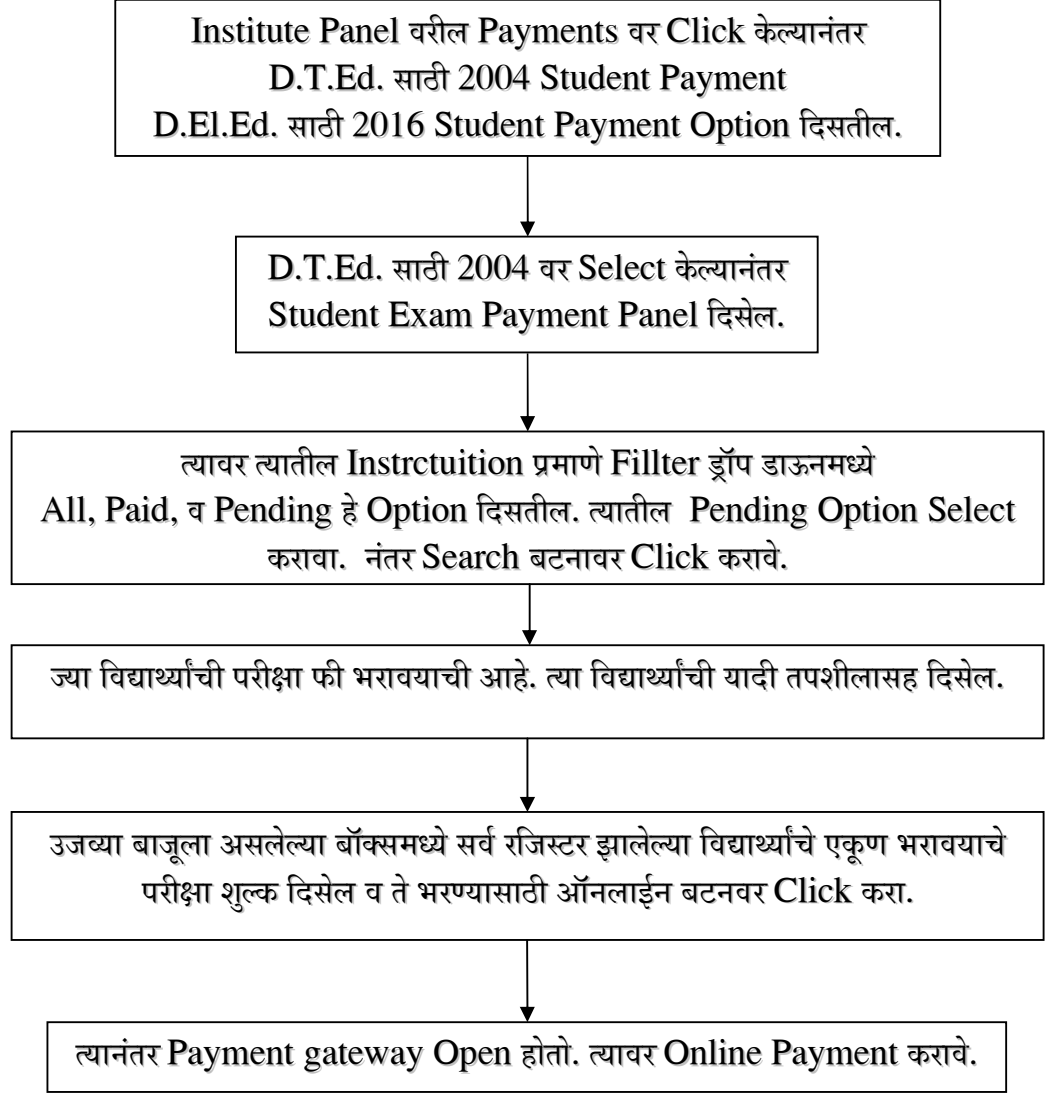 Institute Panel वरील Payments वर Click केल्यानंतर
D.T.Ed. साठी 2004 Student Payment
D.El.Ed. साठी 2016 Student Payment Option दिसतील.
D.T.Ed. साठी 2004 वर Select केल्यानंतर
Student Exam Payment Panel दिसेल.
त्यावर त्यातील Instrctuition प्रमाणे Fillter ड्रॉप डाऊनमध्ये
All, Paid, व Pending हे Option दिसतील. त्यातील Pending Option Select
करावा. नंतर Search बटनावर Click करावे.
ज्या विद्यार्थ्यांची परीक्षा फी भरावयाची आहे. त्या विद्यार्थ्यांची यादी तपशीलासह दिसेल.
उजव्या बाजूला असलेल्या बॉक्समध्ये सर्व रजिस्टर झालेल्या विद्यार्थ्यांचे एकूण भरावयाचे
परीक्षा शुल्क दिसेल व ते भरण्यासाठी ऑनलाईन बटनवर Click करा.
त्यानंतर Payment gateway Open होतो. त्यावर Online Payment करावे.